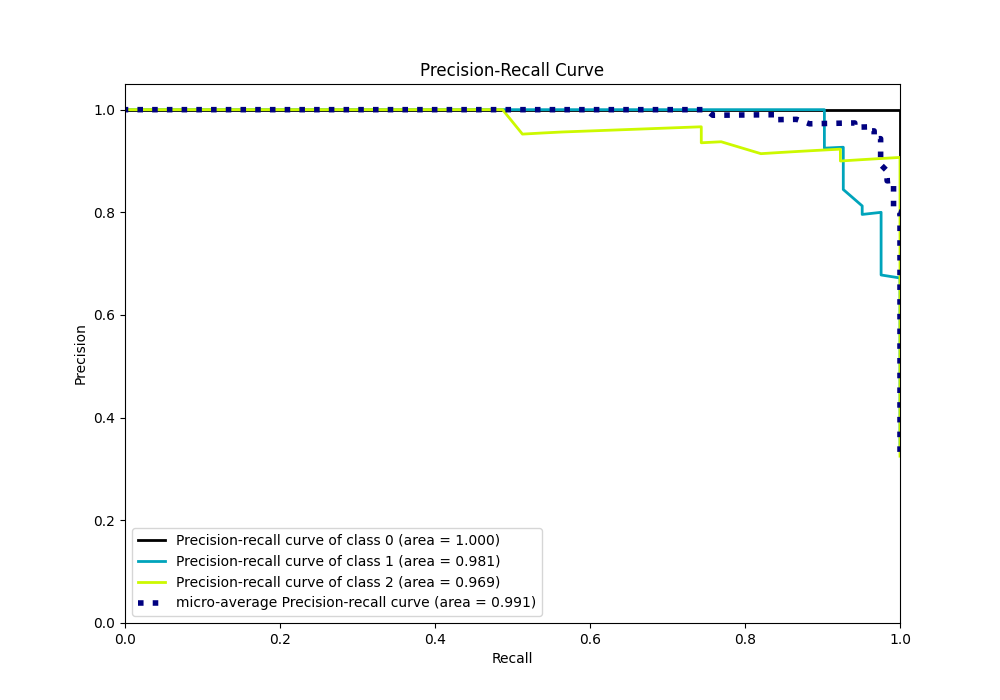 Precision-Recall Curve
1.0
0.8
0.6
0.4
0.2
0.0
Precision
Precision-recall curve of class 0 (area = 1.000)
Precision-recall curve of class 1 (area = 0.981)
Precision-recall curve of class 2 (area = 0.969)
micro-average Precision-recall curve (area = 0.991)
0.0 0.2 0.4 0.6 0.8 1.0
Recall